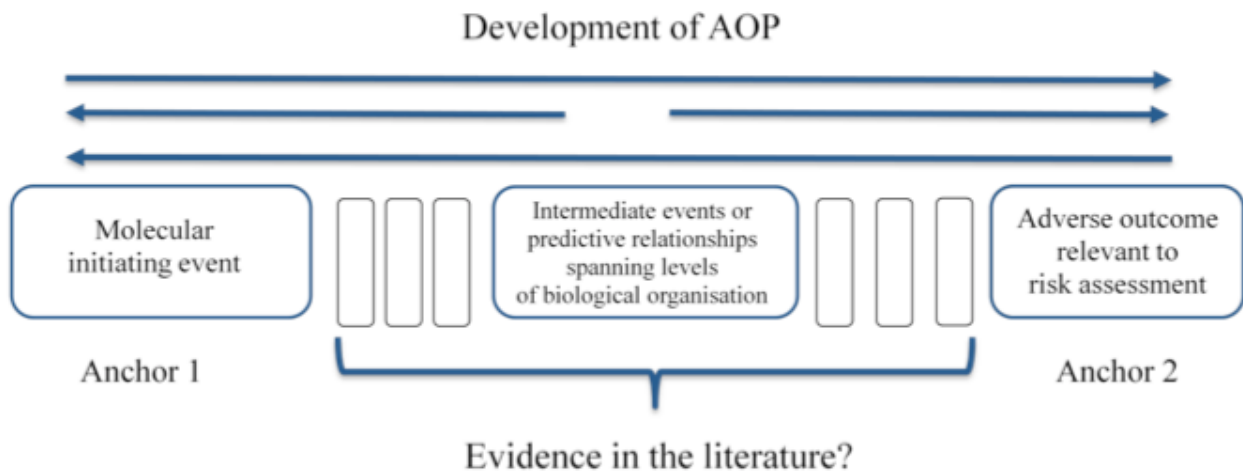 Development of AOP
Molecular
initiating event
Intermediate events or
predictive relationships
spanning levels
of biological organisation
Adverse outcome
relevant to
risk assessment
Anchor 1
Anchor 2
Evidence in the literature?